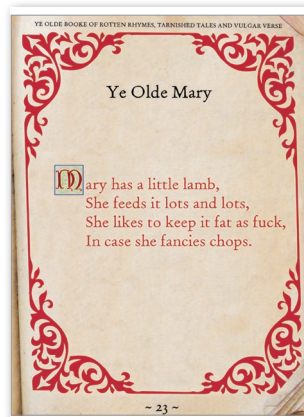 YE OLDE BOOKE OF ROTTEN RHYMES, TARNISHED TALES AND VULGAR VERSE
Ye Olde Mary
Mary has a little lamb,
She feeds it lots and lots,
She likes to keep it fat as fuck,
In case she fancies chops.
~ 23 ~